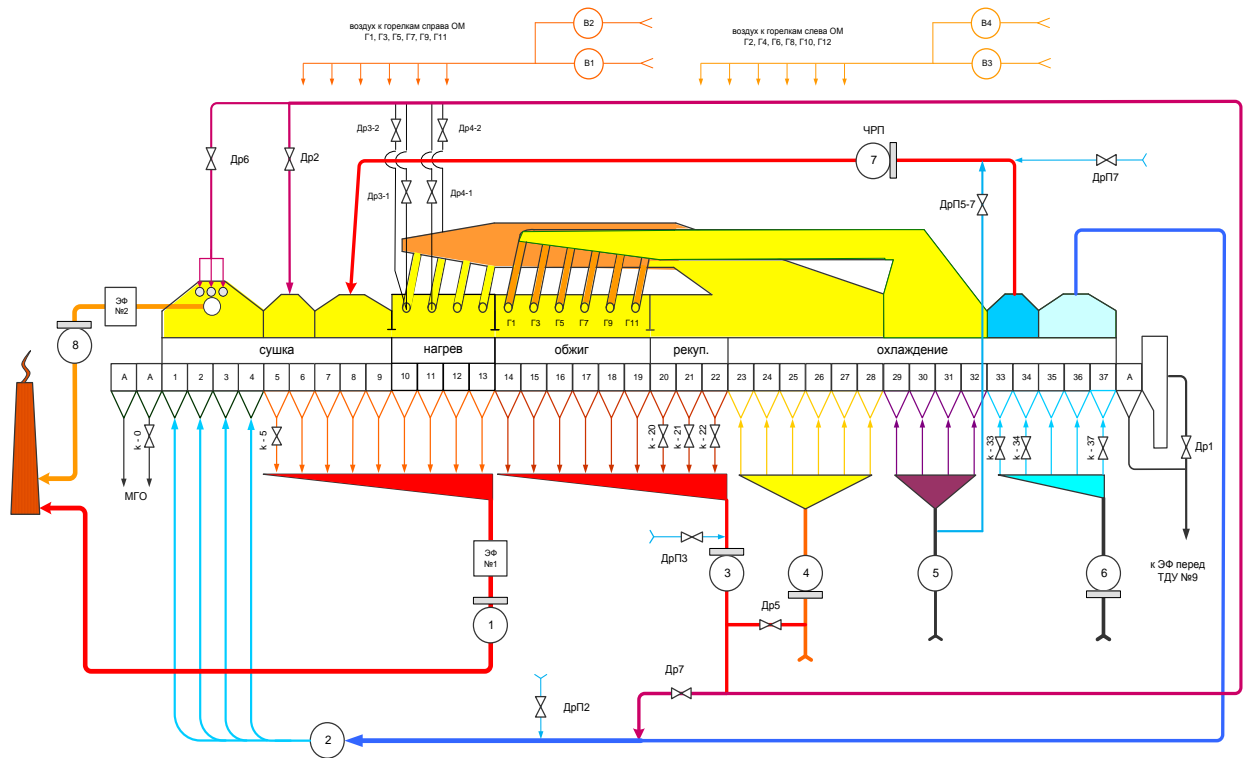 воздух к горелкам справа ОМ
Г1, Г3, Г5, Г7, Г9, Г11
В2
В1
воздух к горелкам слева ОМ
Г2, Г4, Г6, Г8, Г10, Г12
В4
В3
Др6
Др2
Др3-2
Др4-2
Др3-1
Др4-1
ЧРП
7
ДрП7
ДрП5-7
ЭФ
№2
8
Г1
Г3
Г5
Г7
Г9
Г11
сушка
нагрев
обжиг
рекуп.
охлаждение
А А 1 2 3 4 5 6 7 8 9 10 11 12 13 14 15 16 17 18 19 20 21 22 23 24 25 26 27 28 29 30 31 32 33 34 35 36 37 А
к - 0
к - 5
к - 20
к - 21
к - 22
к - 33
к - 34
к - 37
Др1
МГО
ЭФ
№1
ДрП3
3
4
5
6
к ЭФ перед
ТДУ №9
1
Др5
Др7
ДрП2
2